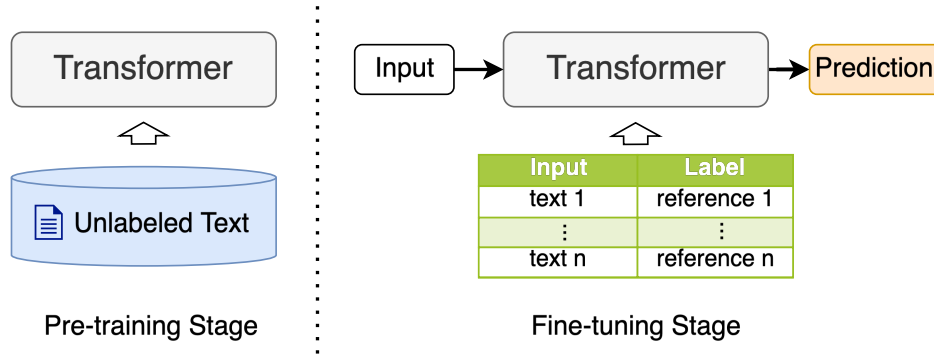 Transformer
Unlabeled Text
Pre-training Stage
Input
Transformer
Prediction
Input Label
text 1 reference 1
⋮ ⋮
text n reference n
Fine-tuning Stage